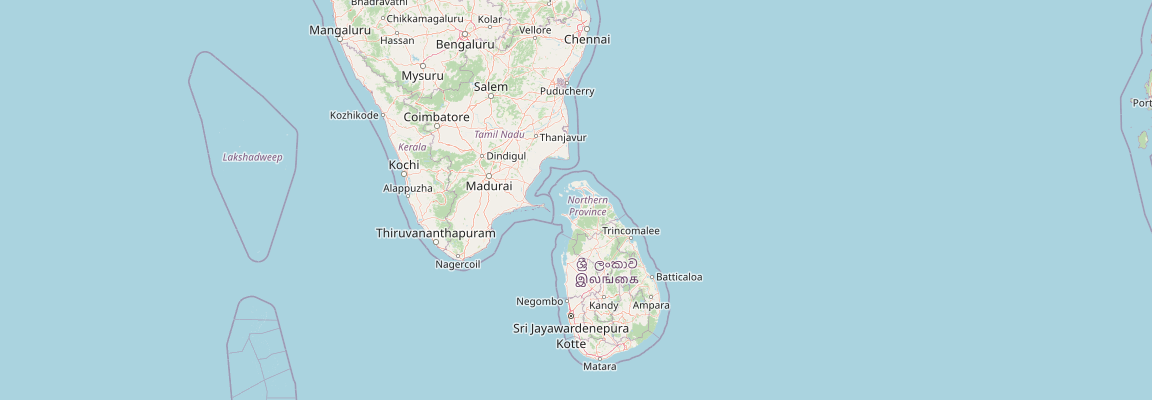 Bhadravathi
Chikkamagaluru
Kolar
Mangaluru
Hassan
Bengaluru
Vellore
Chennai
Mysuru
Salem
Puducherry
Port
Kozhikode
Coimbatore
Tamil Nadu
Thanjavur
Kerala
Lakshadweep
Kochi
Dindigul
Alappuzha
Madurai
Northern
Province
Thiruvananthapuram
Trincomalee
Nagercoil
ශ්‍රී ලංකාව
இலங்கை
Batticaloa
Negombo
Kandy
Ampara
Sri Jayawardenepura
Kotte
Matara